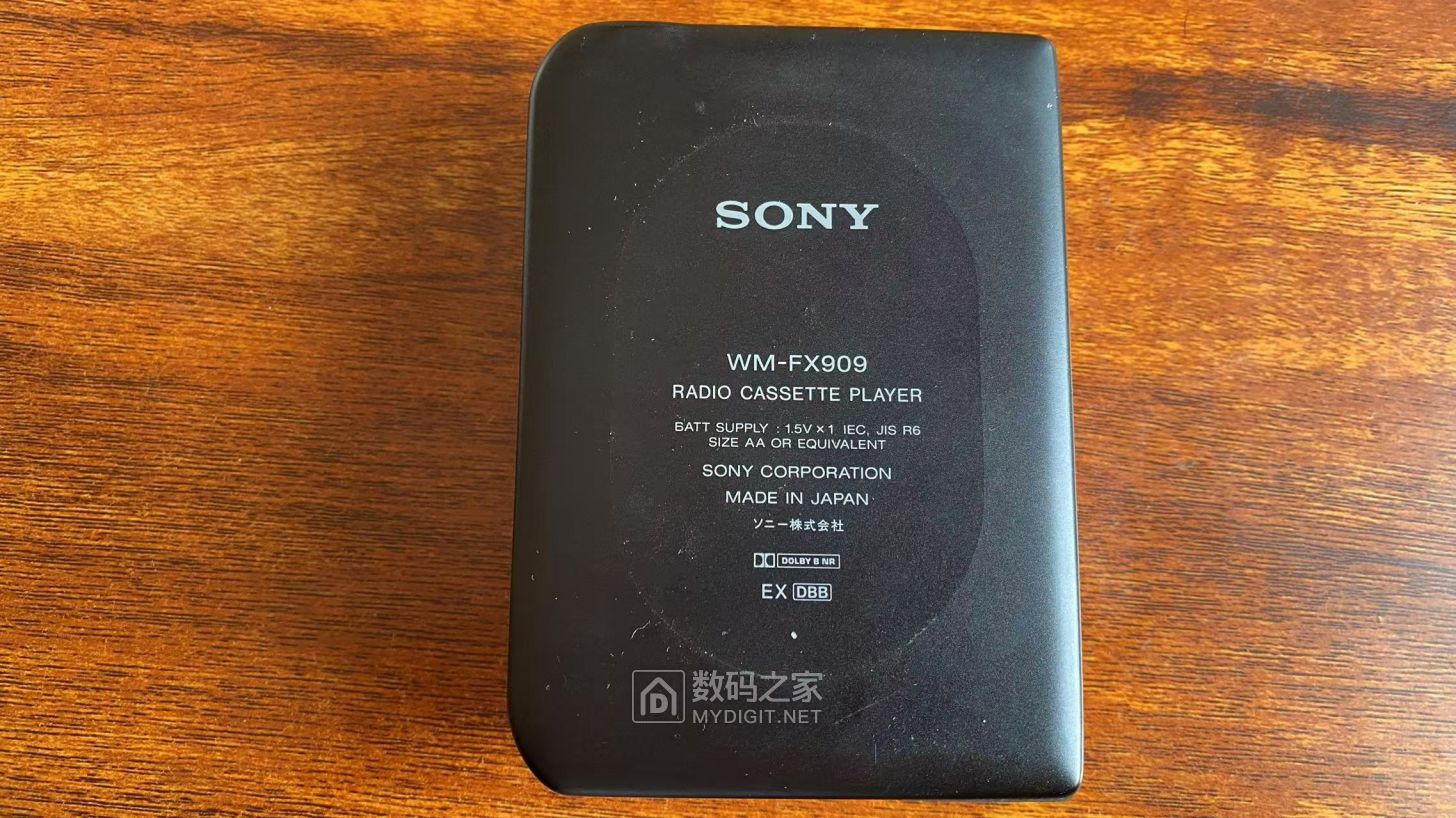 SONY
WM-FX909
RADIO CASSETTE PLAYER
BATT SUPPLY : 1.5V×1 IEC, JIS R6
SIZE AA OR EQUIVALENT
SONY CORPORATION
MADE IN JAPAN
ソニー株式会社
DOLBY B NR
EX DBB
数码之家
MYDIGIT.NET